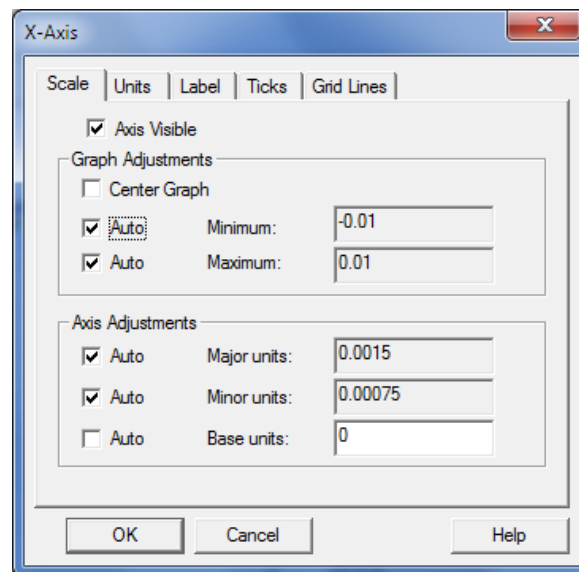 X-Axis
Scale Units Label Ticks Grid Lines
Axis Visible
Graph Adjustments
Center Graph
Auto Minimum: -0.01
Auto Maximum: 0.01
Axis Adjustments
Auto Major units: 0.0015
Auto Minor units: 0.00075
Auto Base units: 0
OK Cancel Help